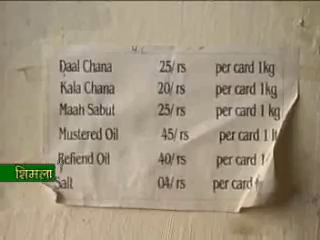 Daal Chana 25/rs per card 1kg
Kala Chana 20/rs per card 1kg
Maah Sabut 25/rs per card 1 kg
Mustered Oil 45/rs per card 1 lt
Refiend Oil 40/rs per card 1
शिमला
Salt 04/rs per card